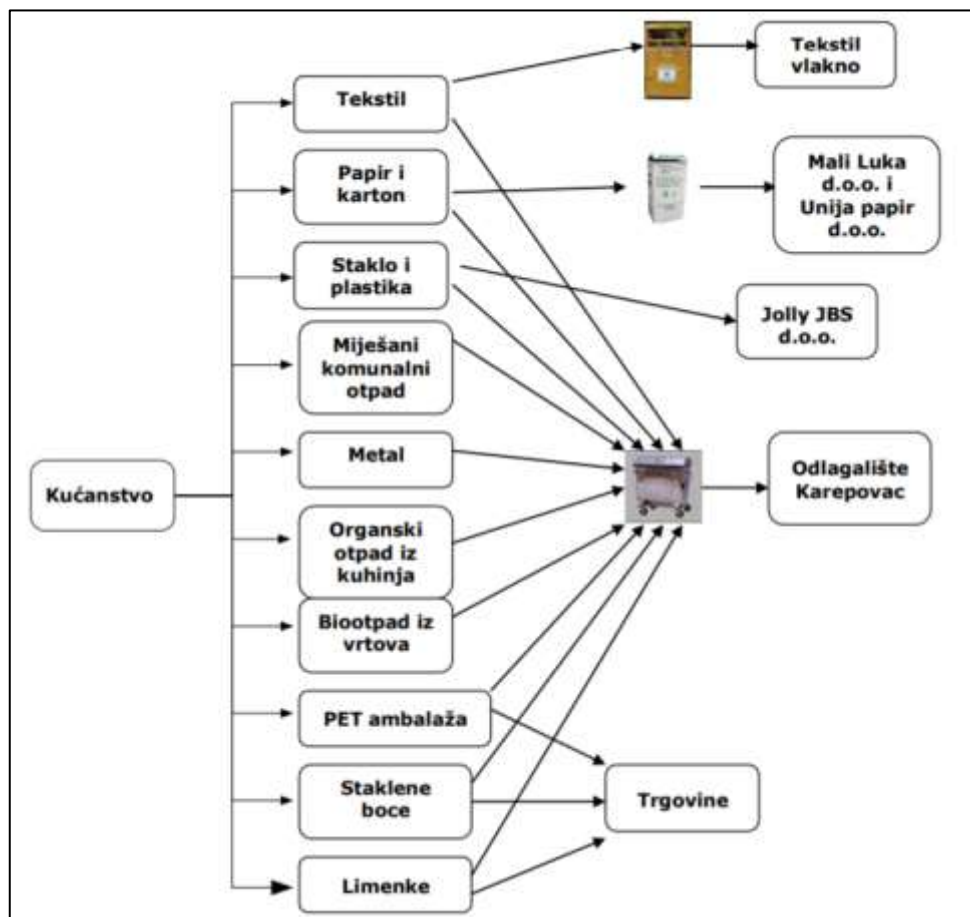 Tekstil
Tekstil
vlakno
Papir i
karton
Mali Luka
d.o.o. i
Unija papir
d.o.o.
Staklo i
plastika
Jolly JBS
d.o.o.
Miješani
komunalni
otpad
Metal
Kućanstvo
Odlagalište
Karepovac
Organski
otpad iz
kuhinja
Biootpad iz
vrtova
PET ambalaža
Staklene
boce
Trgovine
Limenke